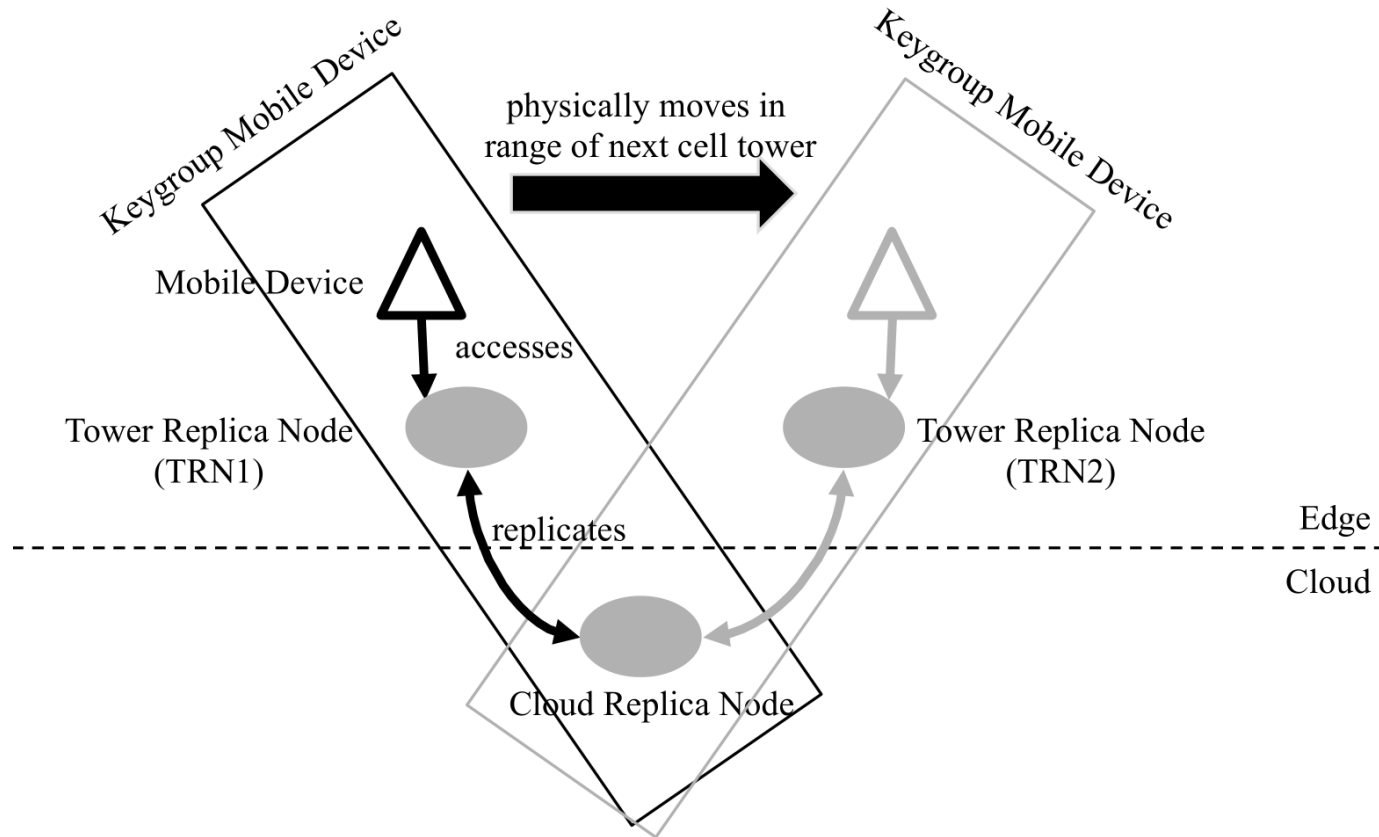 Keygroup Mobile Device
Keygroup Mobile Device
physically moves in
range of next cell tower
Mobile Device
accesses
Tower Replica Node
(TRN1)
Tower Replica Node
(TRN2)
replicates
Edge
Cloud
Cloud Replica Node